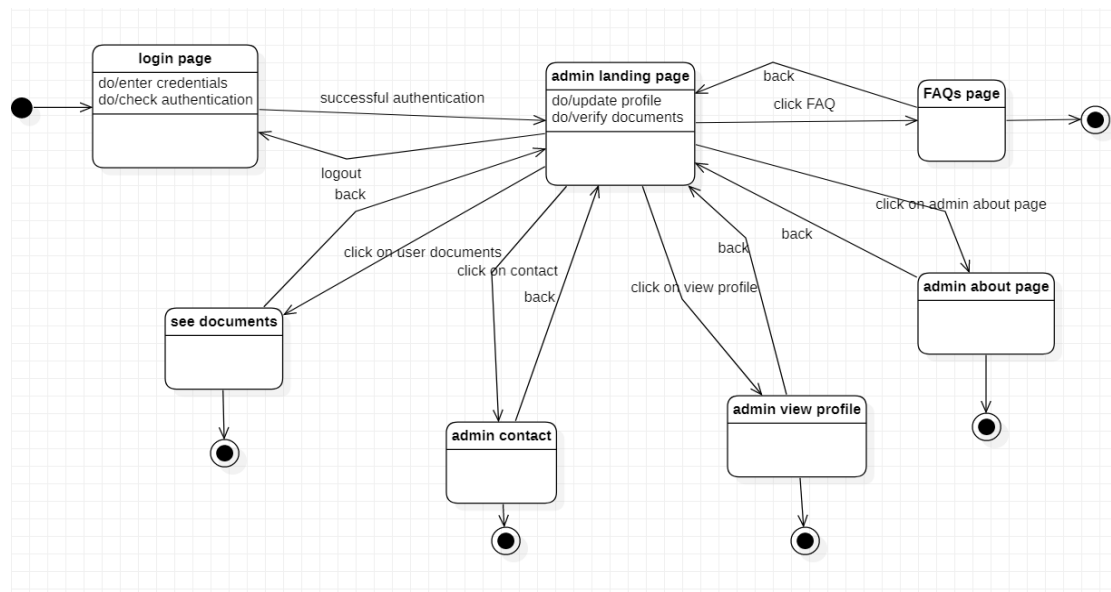 login page
do/enter credentials
do/check authentication
successful authentication
logout
back
admin landing page
do/update profile
do/verify documents
back
click FAQ
FAQs page
click on admin about page
back
admin about page
click on user documents
click on contact
back
back
click on view profile
see documents
admin contact
admin view profile